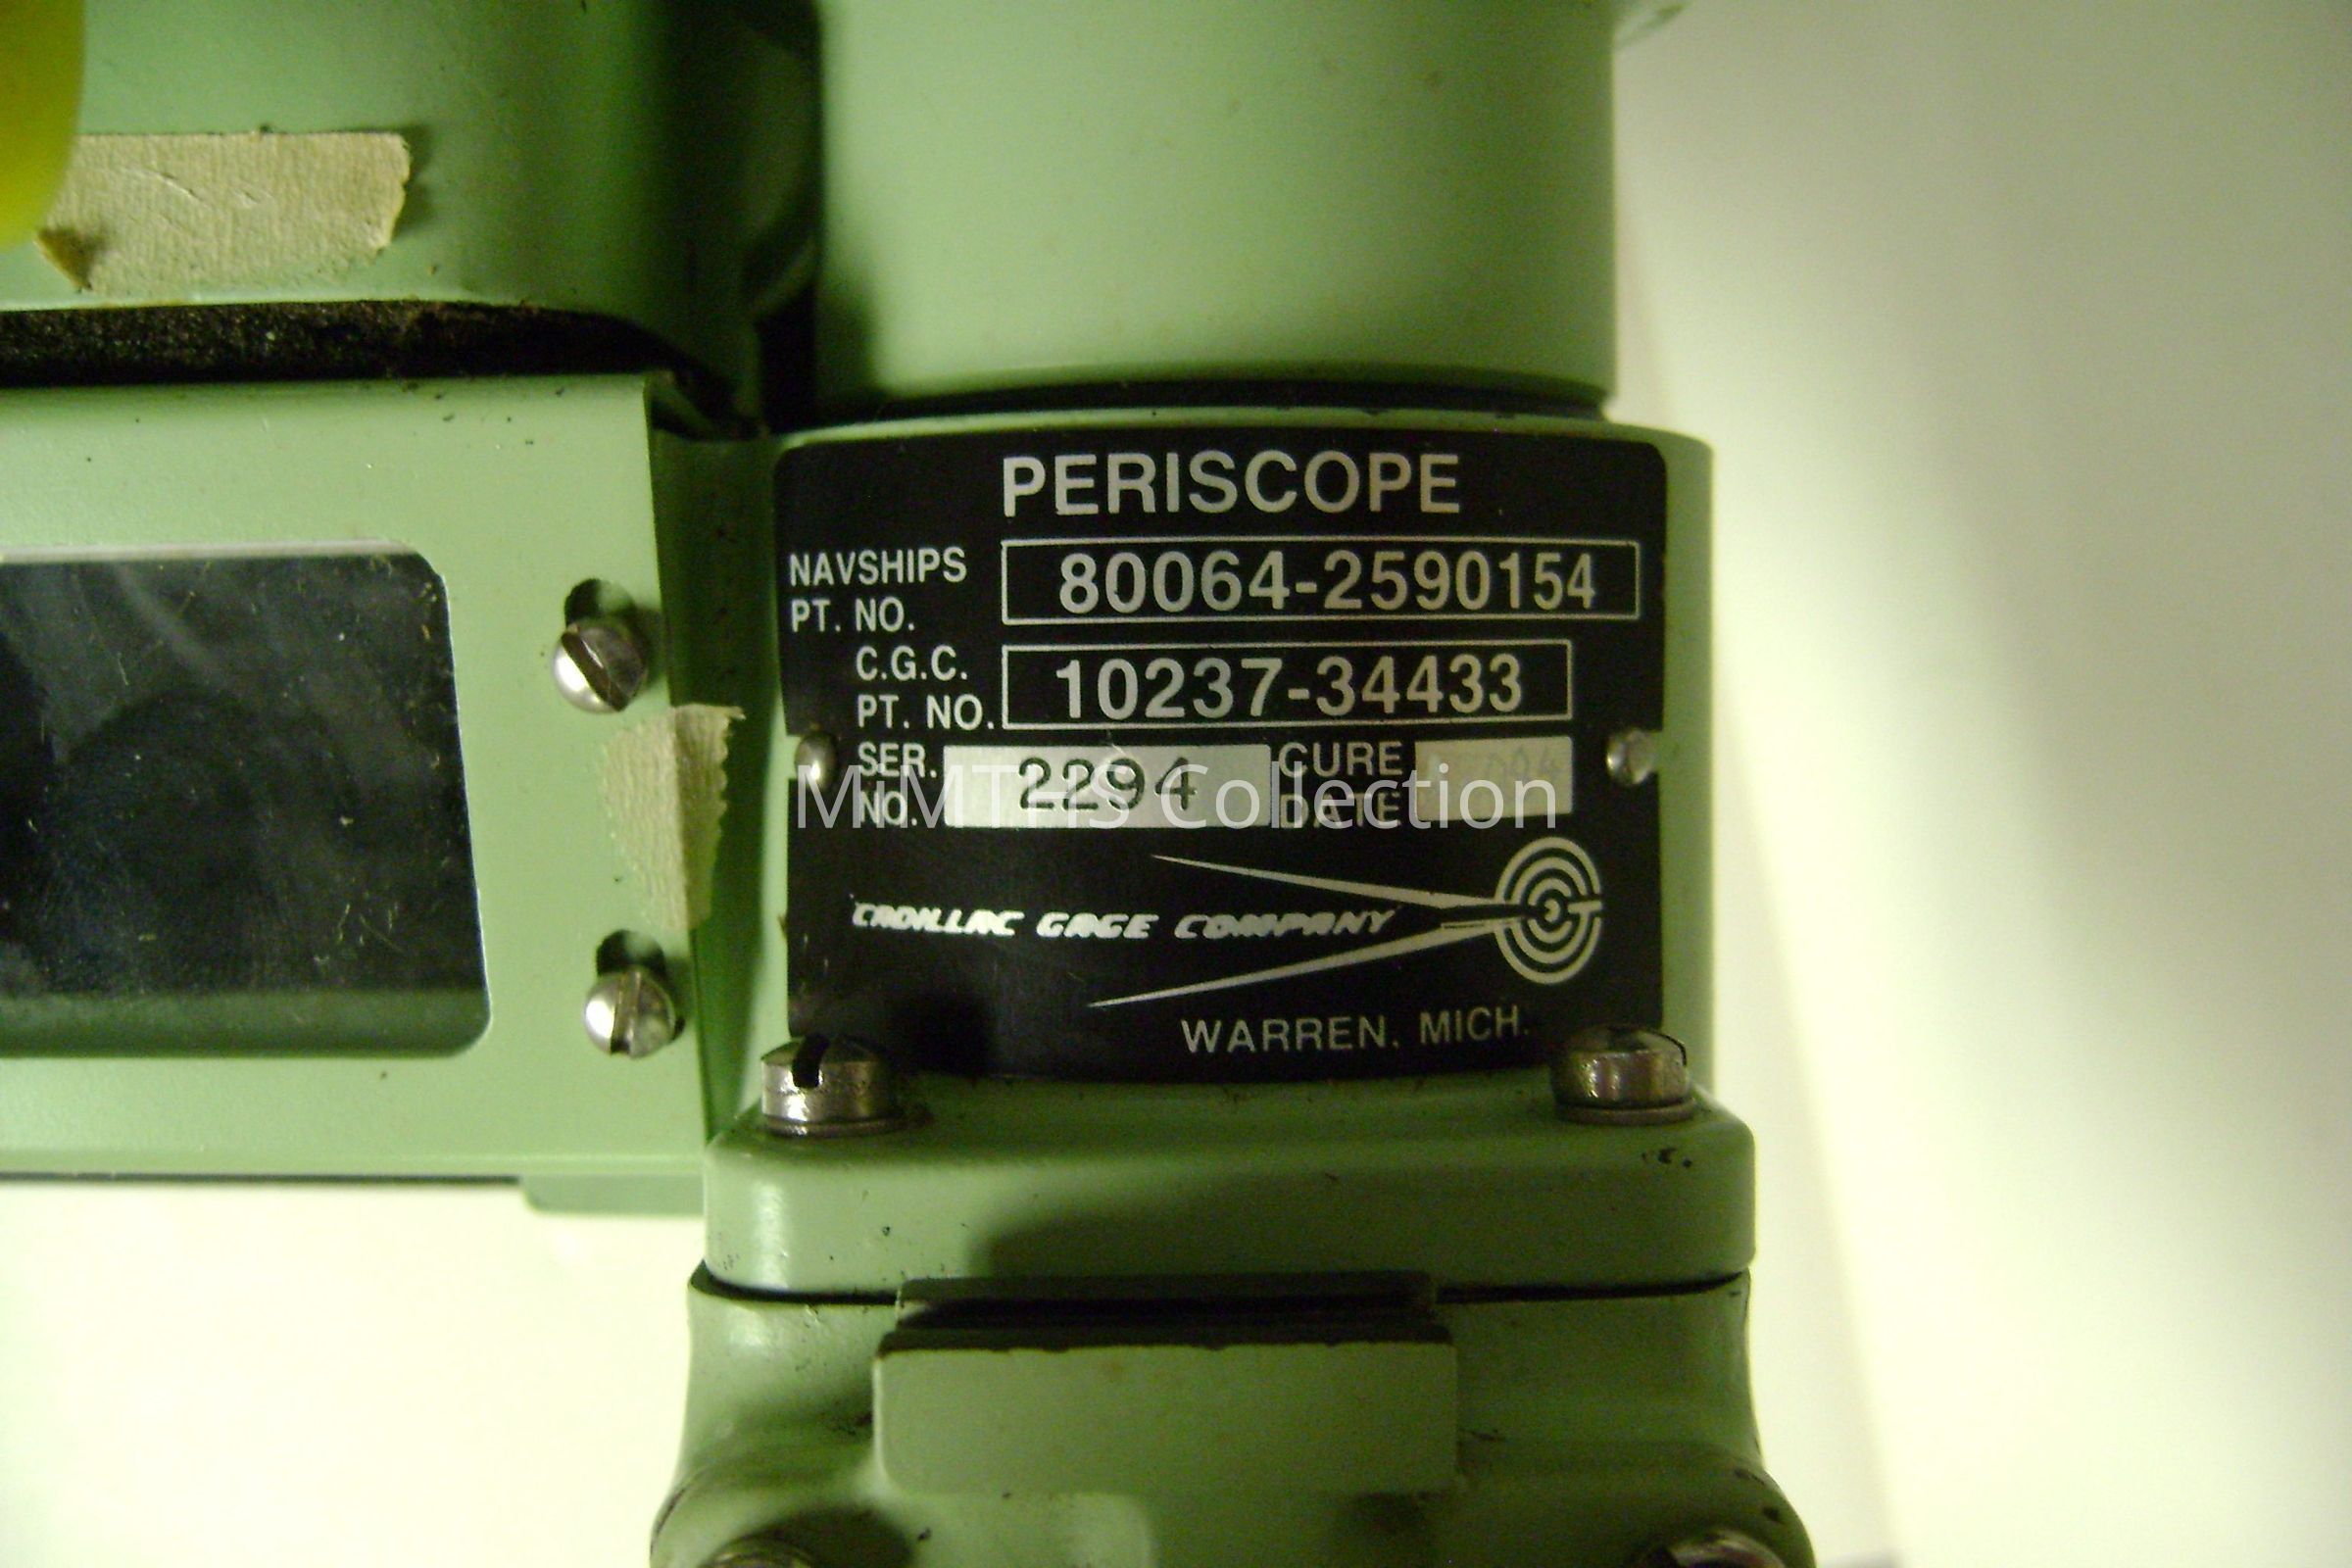 PERISCOPE
NAVSHIPS
PT. NO. 80064-2590154
C.G.C.
PT. NO. 10237-34433
SER. NO. 2294 CURE DATE
MiMTHS Collection
CADILLAC GAGE COMPANY
WARREN, MICH.